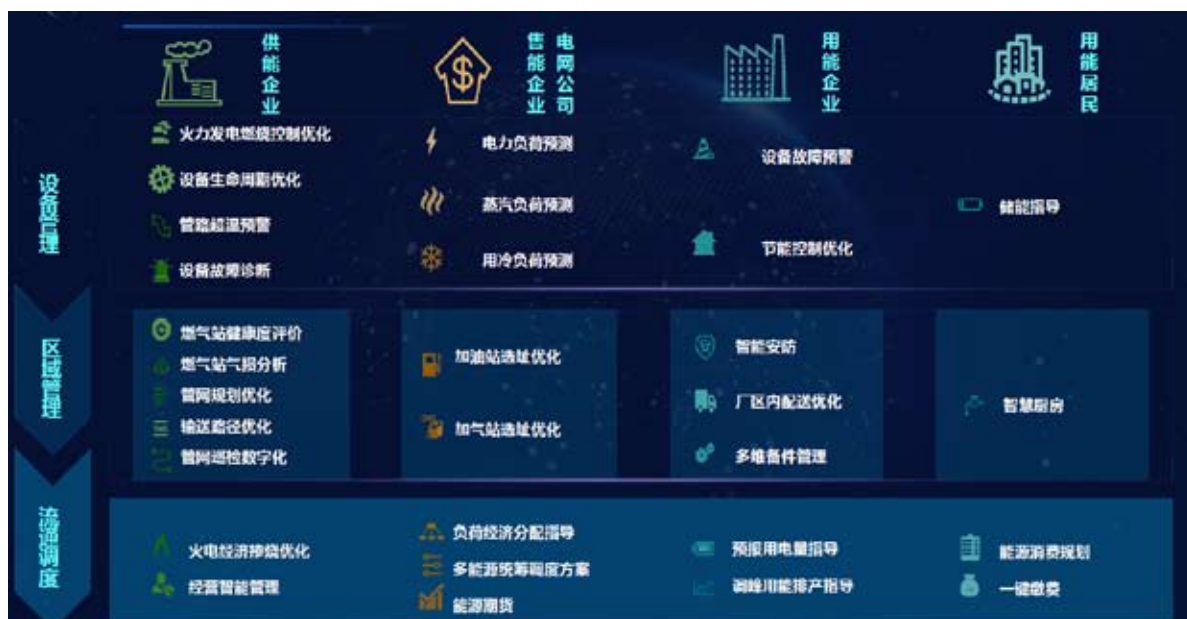 供能企业
电网公司
售能企业
用能企业
用能居民
设备管理
火力发电燃烧控制优化
设备生命周期优化
管路超温预警
设备故障诊断
电力负荷预测
蒸汽负荷预测
用冷负荷预测
设备故障预警
节能控制优化
储能指导
区域管理
燃气站健康度评价
燃气站气损分析
管网规划优化
输送路径优化
管网巡检数字化
加油站选址优化
加气站选址优化
智能安防
厂区内配送优化
多维备件管理
智慧厨房
流通调度
火电经济掺烧优化
经营智能管理
负荷经济分配指导
多能源统筹调度方案
能源期货
预报用电量指导
调峰用能排产指导
能源消费规划
一键缴费